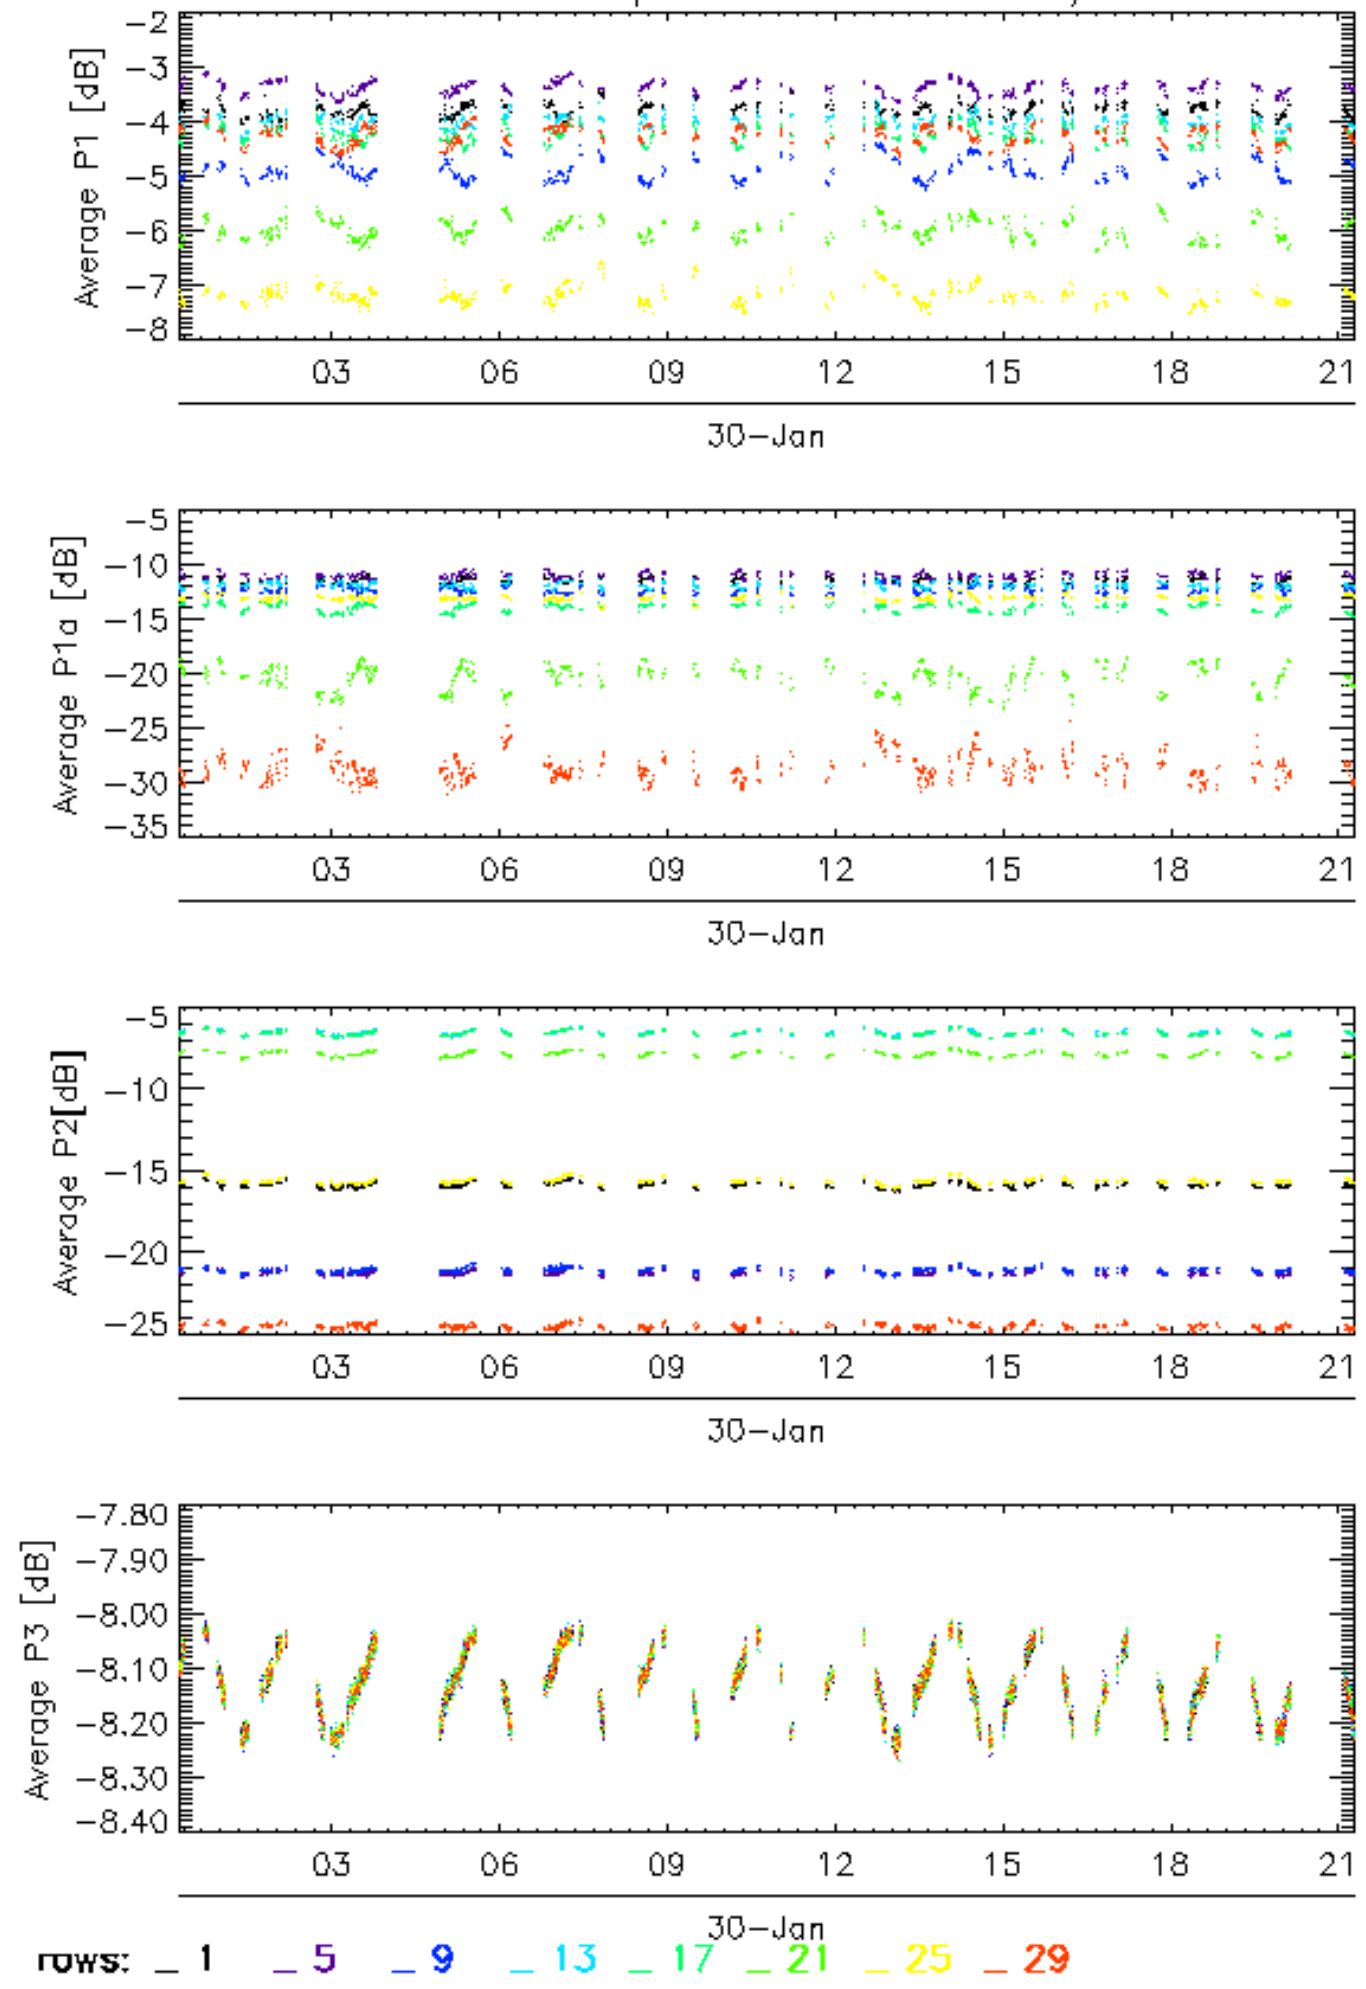 Average P1 [dB]
-2
-3
-4
-5
-6
-7
-8
03 06 09 12 15 18 21
30-Jan
Average P1a [dB]
-5
-10
-15
-20
-25
-30
-35
03 06 09 12 15 18 21
30-Jan
Average P2[dB]
-5
-10
-15
-20
-25
03 06 09 12 15 18 21
30-Jan
Average P3 [dB]
-7.80
-7.90
-8.00
-8.10
-8.20
-8.30
-8.40
03 06 09 12 15 18 21
30-Jan
rows: _ 1 _ 5 _ 9 _ 13 _ 17 _ 21 _ 25 _ 29